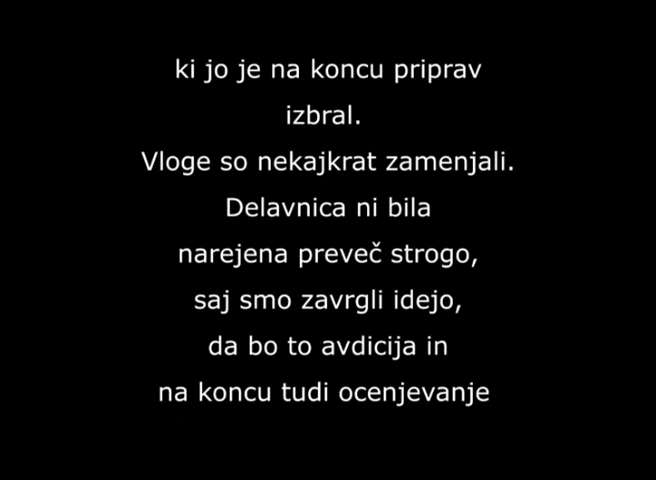 ki jo je na koncu priprav
izbral.
Vloge so nekajkrat zamenjali.
Delavnica ni bila
narejena preveč strogo,
saj smo zavrgli idejo,
da bo to avdicija in
na koncu tudi ocenjevanje